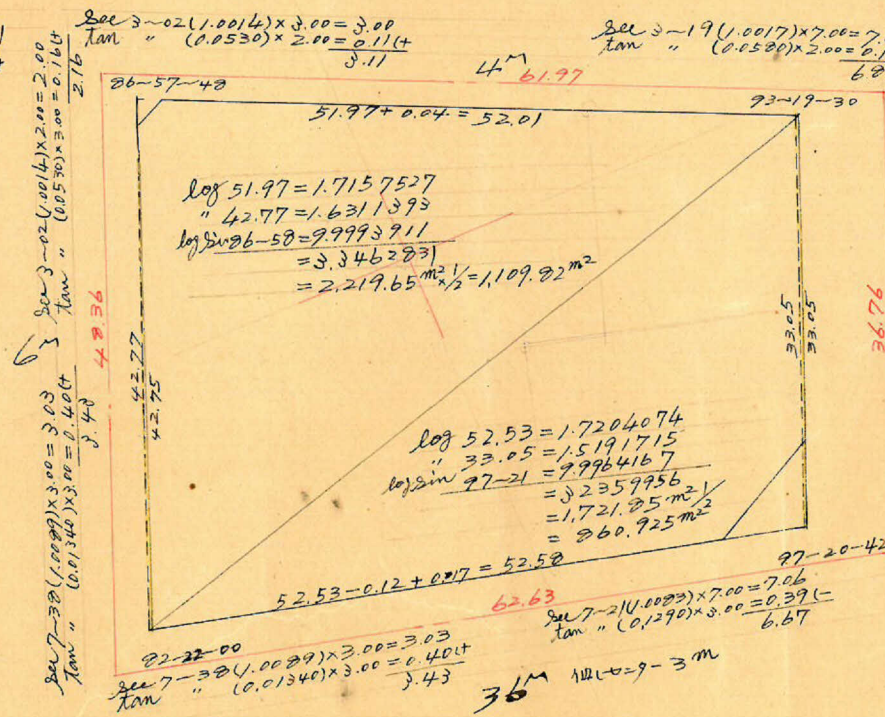 sec 3~02(1.0014)×3.00=3.00
tan " (0.0530)×2.00=0.11(+
3.11
sec 3~19(1.0017)×7.00=7.
tan " (0.0580)×2.00=0.1
68
4M
61.97
86-57-48
93-19-30
51.97+0.04=52.01
sec 3~02(1.0014)×2.00=2.00
tan " (0.0530)×3.00=0.16(+
2.16
log 51.97=1.7157527
" 42.77=1.6311393
log sin 86-58=9.9993911
=3.3462831
=2,219.65m²×1/2=1,109.82m²
48.36
63
42.77
42.75
33.05
33.05
36.76
log 52.53=1.7204074
" 33.05=1.5191715
log sin 97-21=9.9964167
=3.2359956
=1,721.85m² 1/2
=860.925m²
sec 7-38(1.0089)×3.00=3.03
tan " (0.01340)×3.00=0.40(+
3.43
52.53-0.12+0.17=52.58
62.63
97-20-42
sec 7-21(1.0083)×7.00=7.06
tan " (0.1290)×3.00=0.39(-
6.67
82-22-00
sec 7-38(1.0089)×3.00=3.03
tan " (0.01340)×3.00=0.40(+
3.43
36M
9-3m